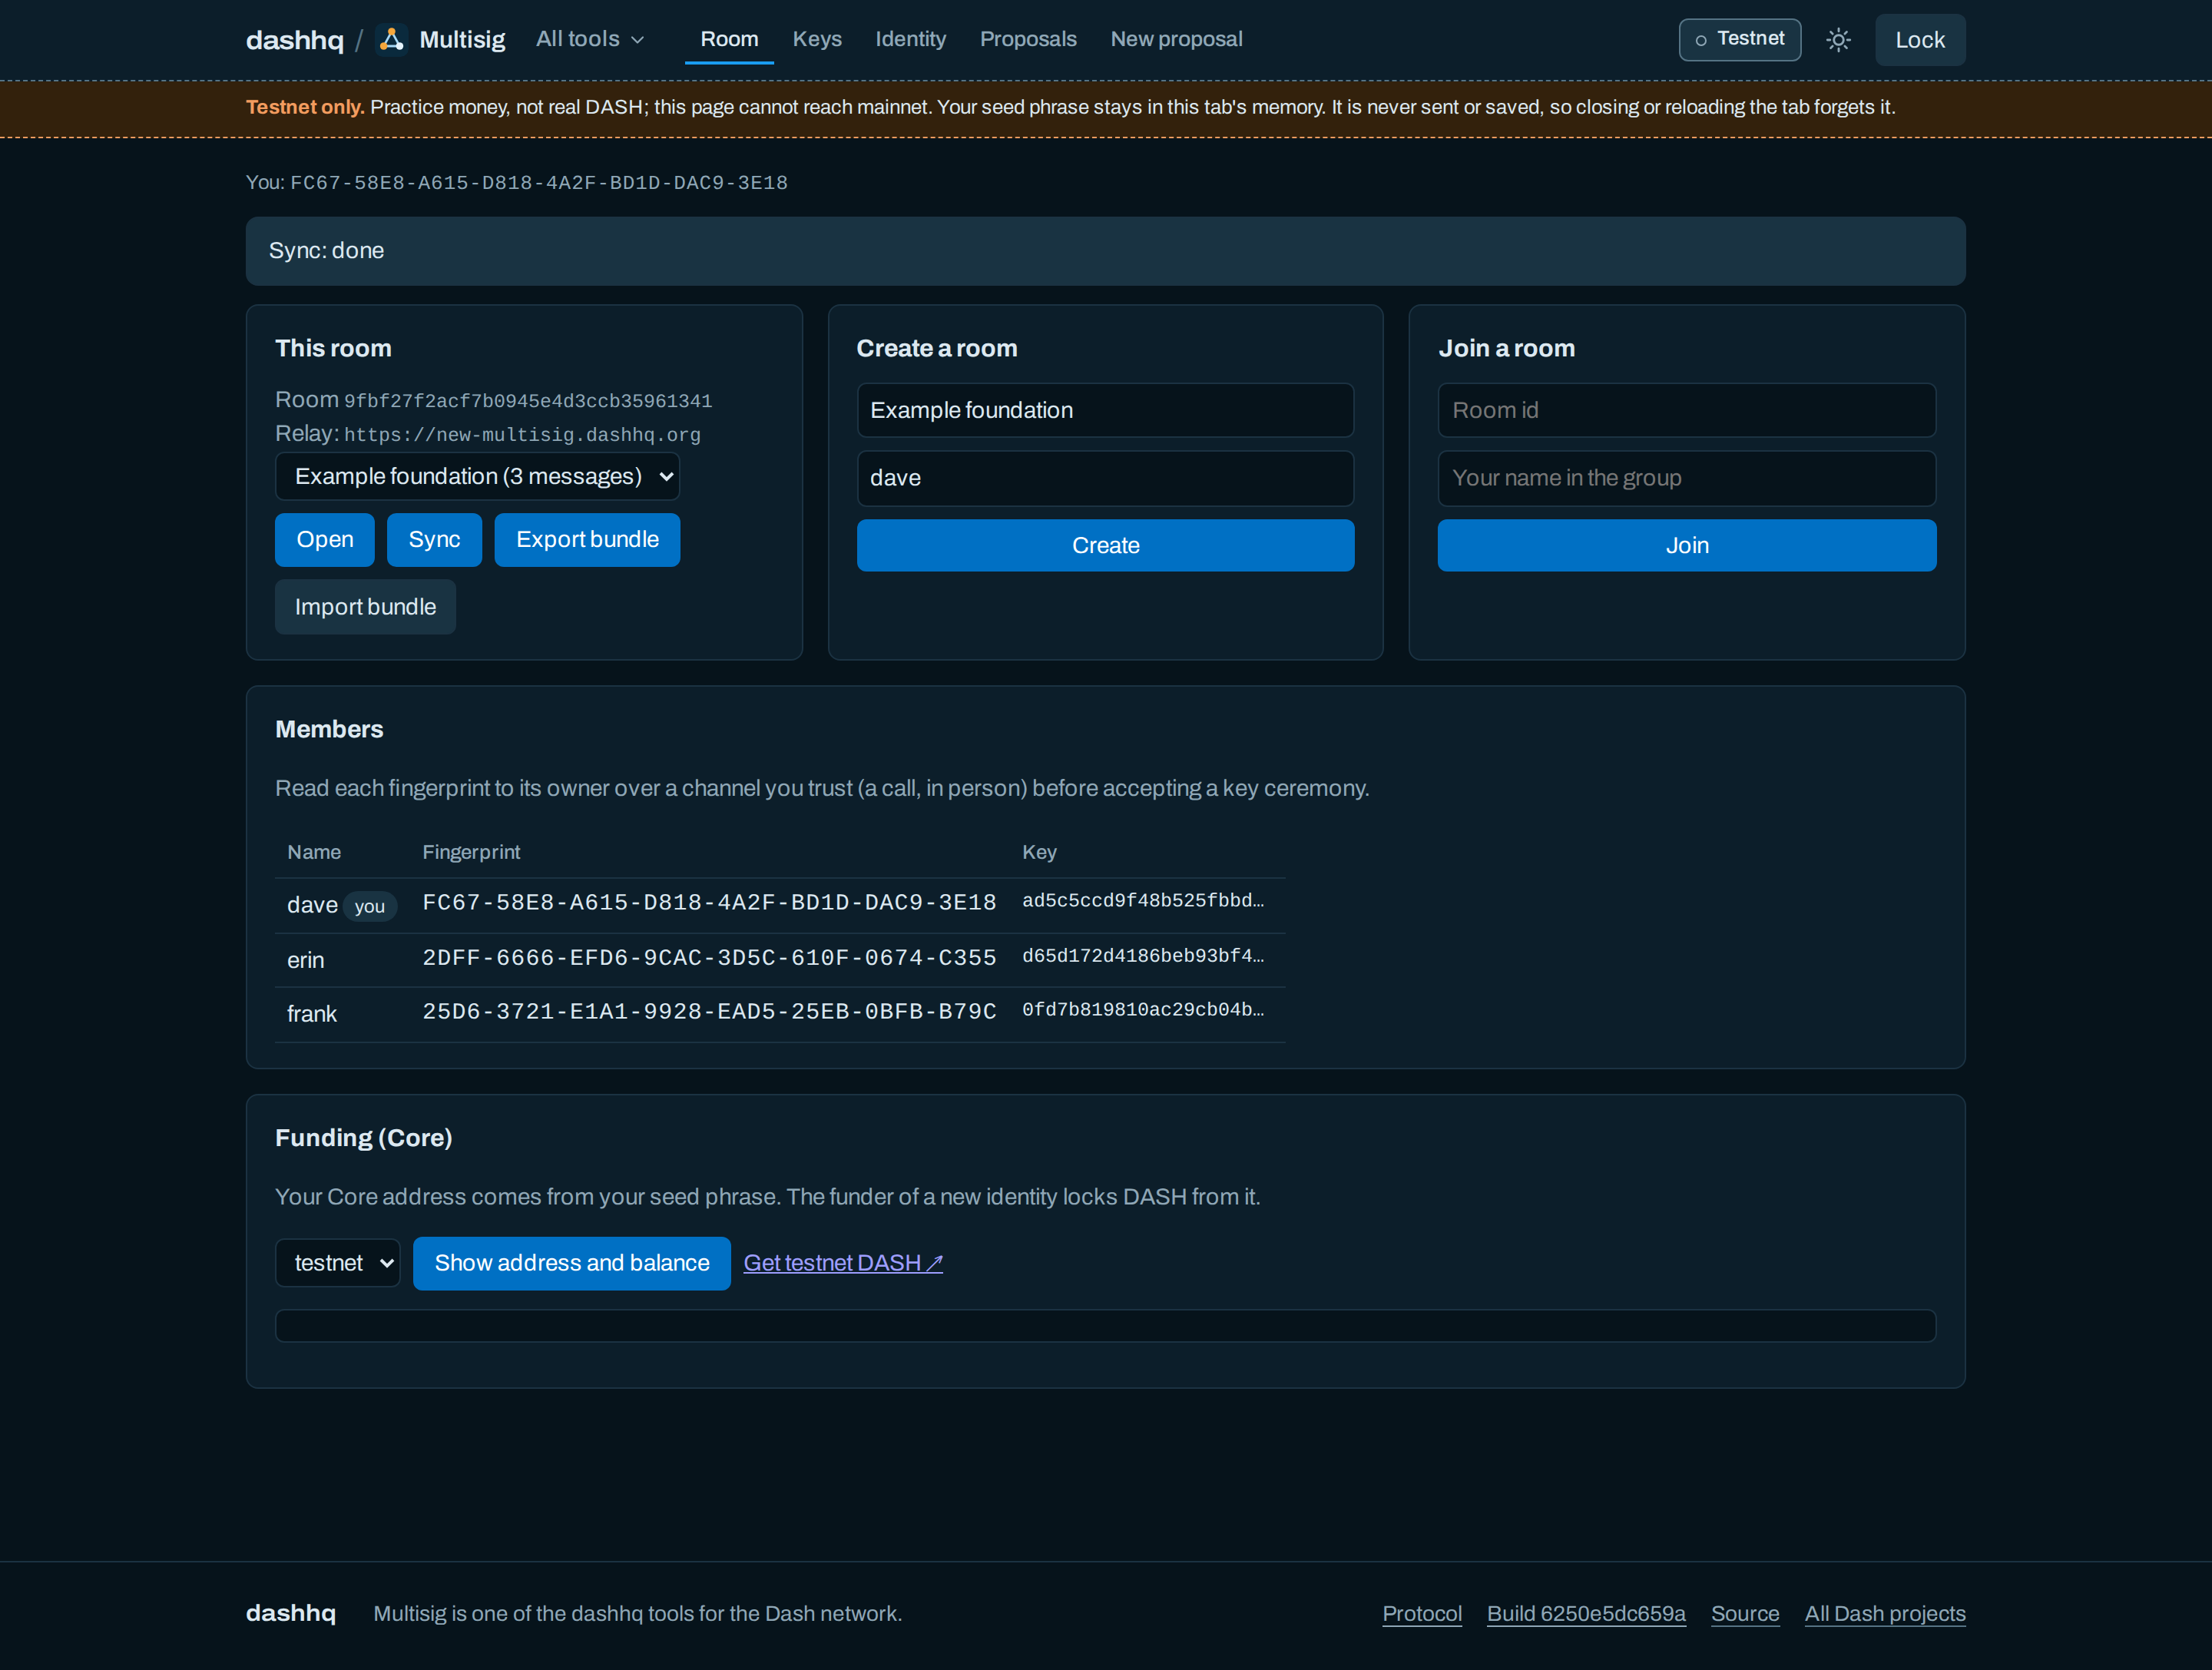 dashhq / Multisig All tools Room Keys Identity Proposals New proposal Testnet Lock
Testnet only. Practice money, not real DASH; this page cannot reach mainnet. Your seed phrase stays in this tab's memory. It is never sent or saved, so closing or reloading the tab forgets it.
You: FC67-58E8-A615-D818-4A2F-BD1D-DAC9-3E18
Sync: done
This room
Room 9fbf27f2acf7b0945e4d3ccb35961341
Relay: https://new-multisig.dashhq.org
Example foundation (3 messages)
Open Sync Export bundle
Import bundle
Create a room
Example foundation
dave
Create
Join a room
Room id
Your name in the group
Join
Members
Read each fingerprint to its owner over a channel you trust (a call, in person) before accepting a key ceremony.
Name Fingerprint Key
dave you FC67-58E8-A615-D818-4A2F-BD1D-DAC9-3E18 ad5c5ccd9f48b525fbbd…
erin 2DFF-6666-EFD6-9CAC-3D5C-610F-0674-C355 d65d172d4186beb93bf4…
frank 25D6-3721-E1A1-9928-EAD5-25EB-0BFB-B79C 0fd7b819810ac29cb04b…
Funding (Core)
Your Core address comes from your seed phrase. The funder of a new identity locks DASH from it.
testnet Show address and balance Get testnet DASH ↗
dashhq Multisig is one of the dashhq tools for the Dash network. Protocol Build 6250e5dc659a Source All Dash projects